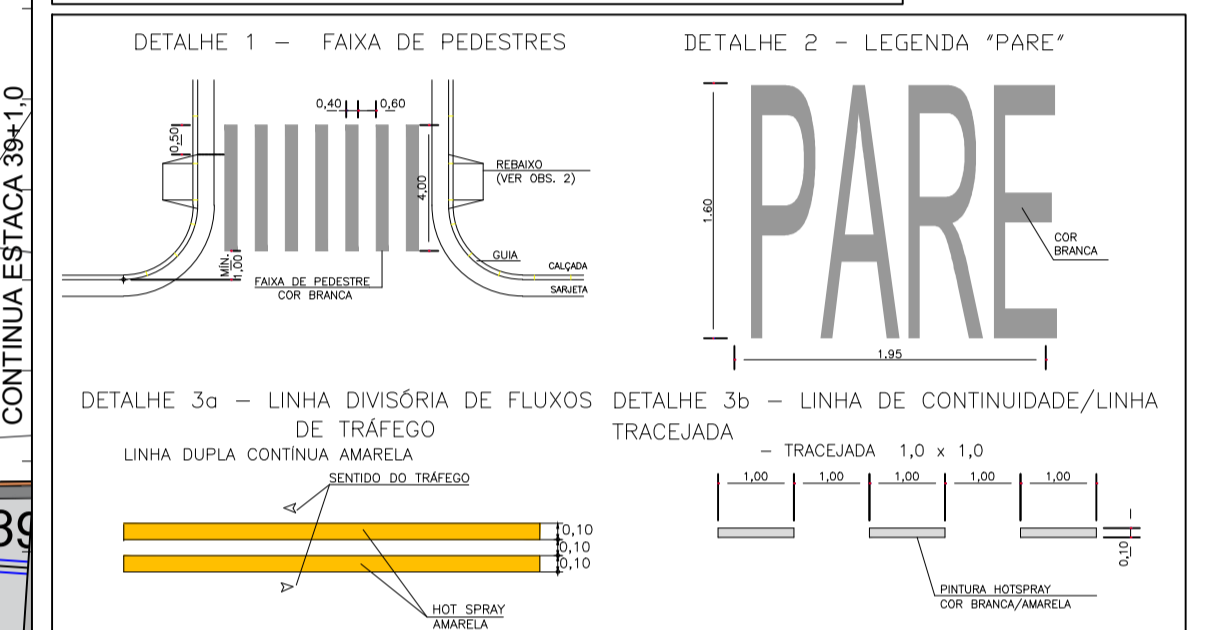 CONTINUA ESTACA 39+1,0
39
DETALHE 1 - FAIXA DE PEDESTRES
0,40
0,60
0,50
4,00
REBAIXO
(VER OBS. 2)
MÍN.
1,00
GUIA
CALÇADA
SARJETA
FAIXA DE PEDESTRE
COR BRANCA
DETALHE 2 - LEGENDA "PARE"
PARE
1.60
COR
BRANCA
1.95
DETALHE 3a - LINHA DIVISÓRIA DE FLUXOS
DE TRÁFEGO
LINHA DUPLA CONTÍNUA AMARELA
SENTIDO DO TRÁFEGO
0,10
0,10
0,10
HOT SPRAY
AMARELA
DETALHE 3b - LINHA DE CONTINUIDADE/LINHA
TRACEJADA
- TRACEJADA 1,0 x 1,0
1,00 1,00 1,00 1,00 1,00
0,10
PINTURA HOTSPRAY
COR BRANCA/AMARELA